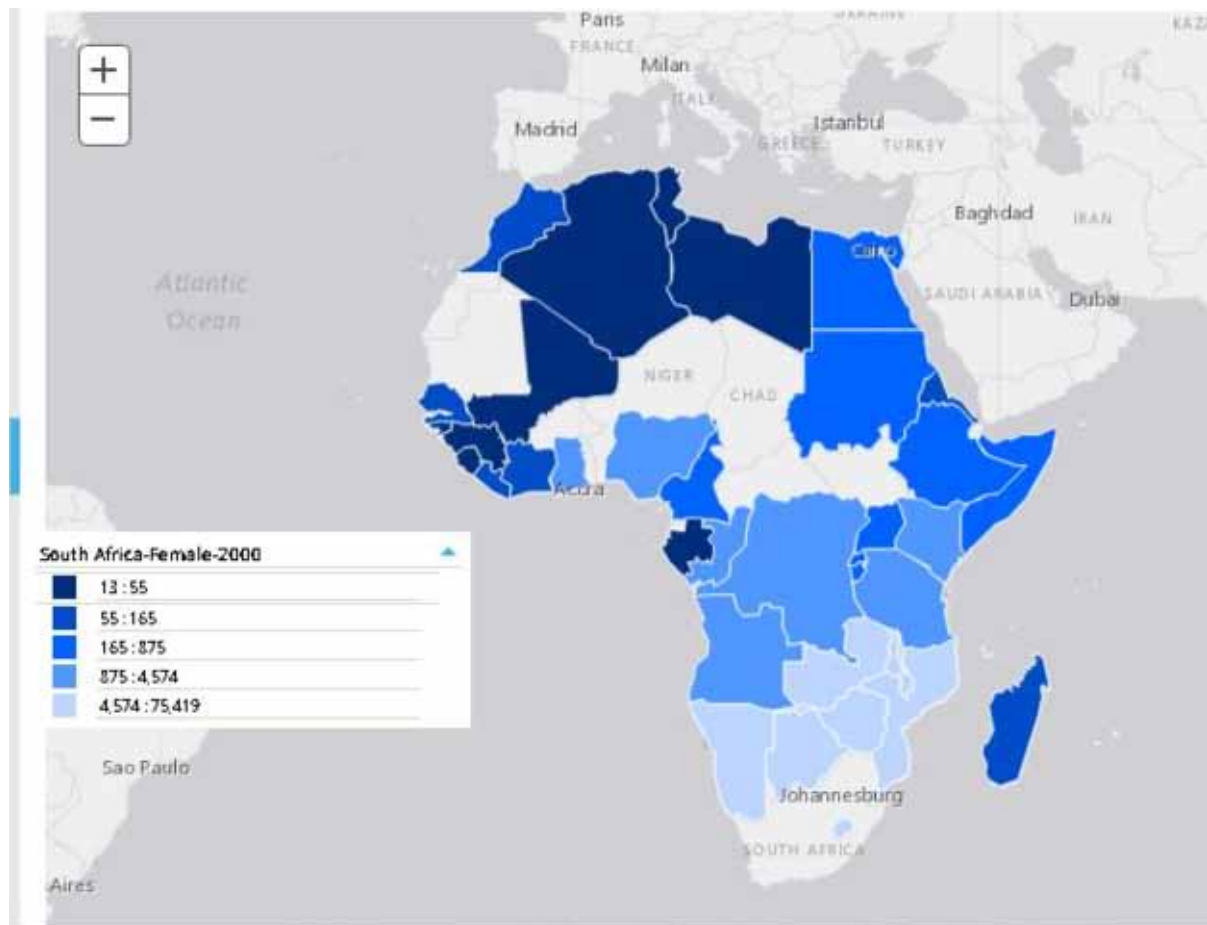 Paris
FRANCE
Milan
ITALY
Madrid
Istanbul
GREECE
TURKEY
Baghdad
IRAN
Cairo
SAUDI ARABIA
Dubai
Atlantic
Ocean
NIGER
CHAD
Accra
South Africa-Female-2000
13 : 55
55 : 165
165 : 875
875 : 4,574
4,574 : 75,419
Sao Paulo
Johannesburg
SOUTH AFRICA
Aires
+
−